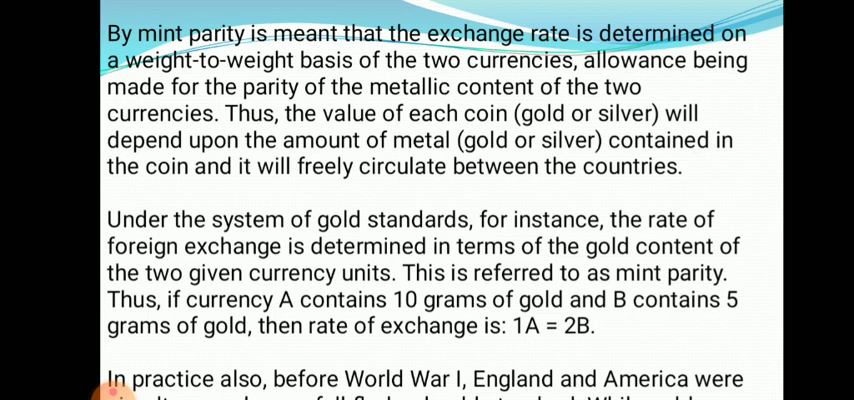 By mint parity is meant that the exchange rate is determined on
a weight-to-weight basis of the two currencies, allowance being
made for the parity of the metallic content of the two
currencies. Thus, the value of each coin (gold or silver) will
depend upon the amount of metal (gold or silver) contained in
the coin and it will freely circulate between the countries.
Under the system of gold standards, for instance, the rate of
foreign exchange is determined in terms of the gold content of
the two given currency units. This is referred to as mint parity.
Thus, if currency A contains 10 grams of gold and B contains 5
grams of gold, then rate of exchange is: 1A = 2B.
In practice also, before World War I, England and America were